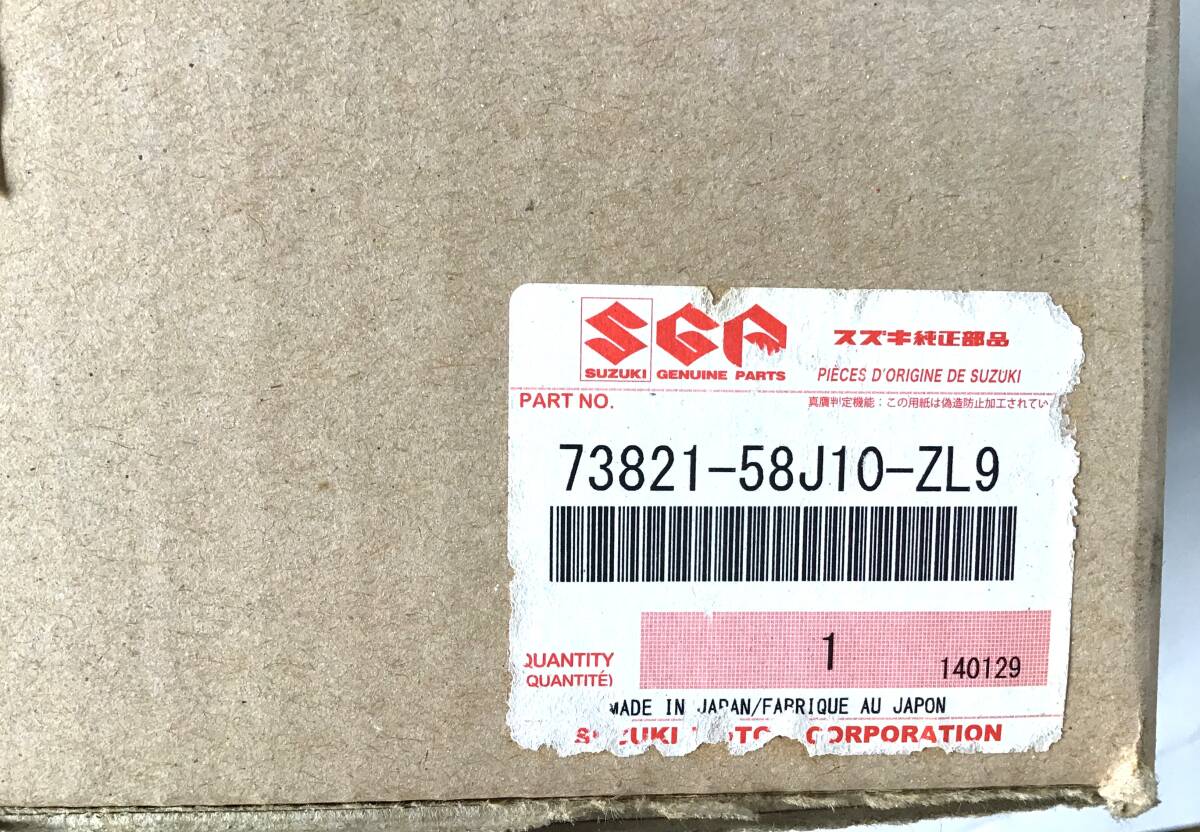 SGP スズキ純正部品
SUZUKI GENUINE PARTS PIÈCES D'ORIGINE DE SUZUKI
PART NO. 真贋判定機能：この用紙は偽造防止加工されてい
73821-58J10-ZL9
1
QUANTITY 140129
QUANTITÉ)
MADE IN JAPAN/FABRIQUE AU JAPON
CORPORATION